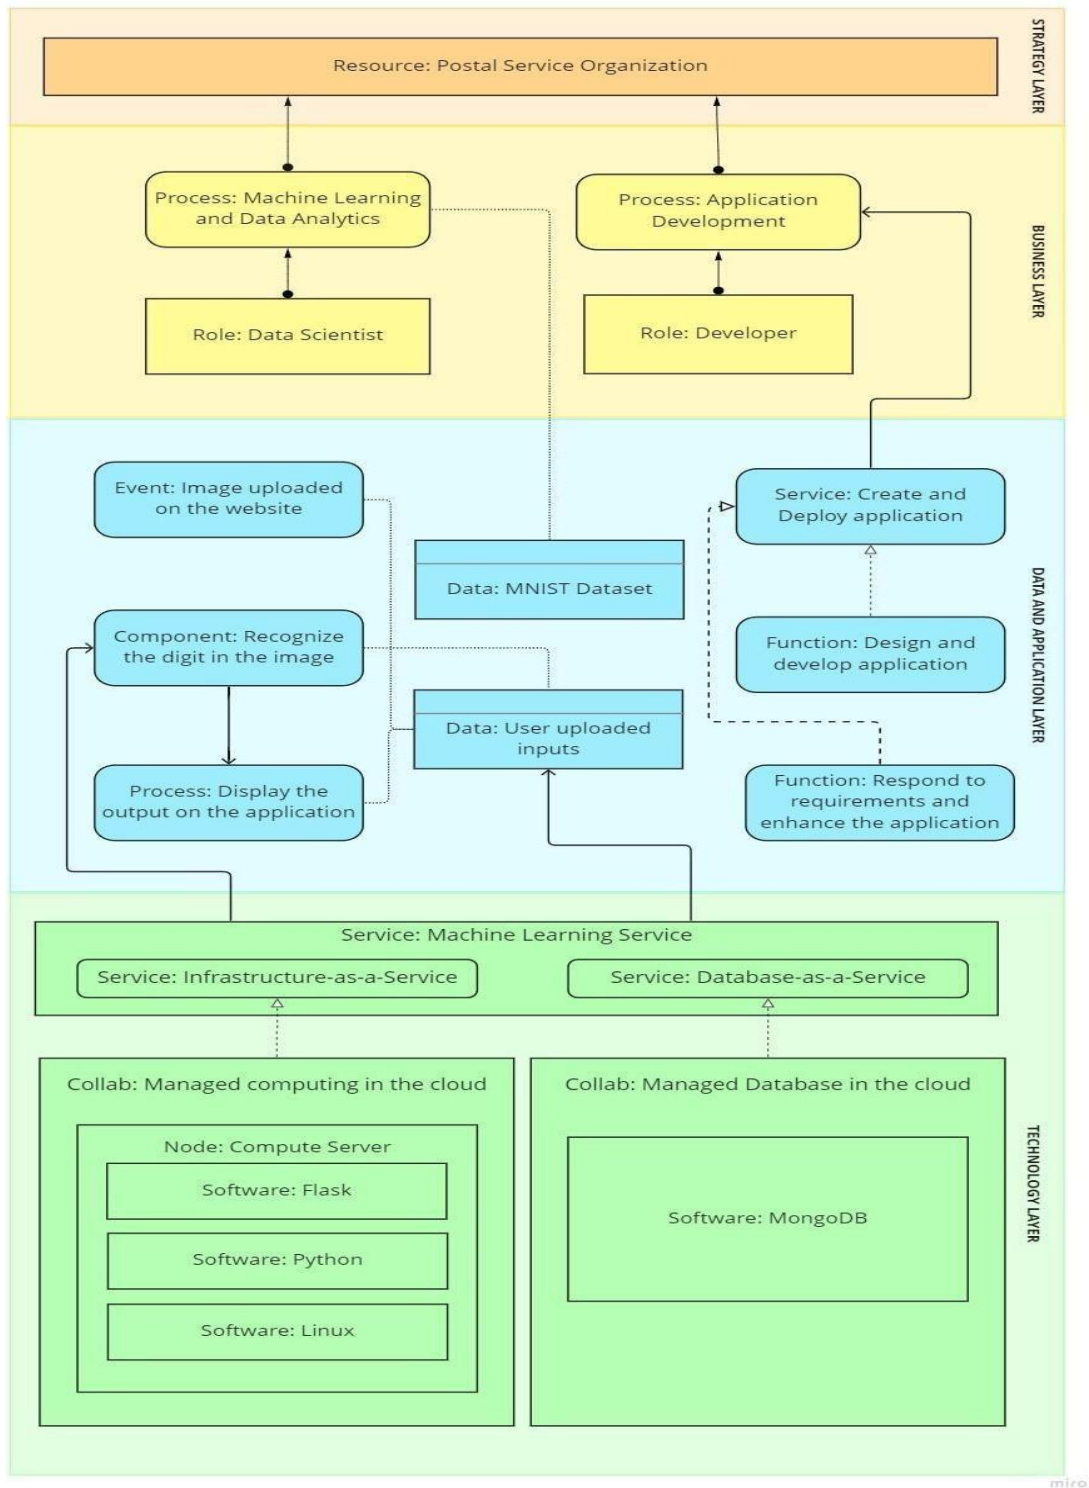 STRATEGY LAYER
Resource: Postal Service Organization
BUSINESS LAYER
Process: Machine Learning
and Data Analytics
Process: Application
Development
Role: Data Scientist
Role: Developer
DATA AND APPLICATION LAYER
Event: Image uploaded
on the website
Service: Create and
Deploy application
Data: MNIST Dataset
Component: Recognize
the digit in the image
Function: Design and
develop application
Data: User uploaded
inputs
Process: Display the
output on the application
Function: Respond to
requirements and
enhance the application
TECHNOLOGY LAYER
Service: Machine Learning Service
Service: Infrastructure-as-a-Service
Service: Database-as-a-Service
Collab: Managed computing in the cloud
Collab: Managed Database in the cloud
Node: Compute Server
Software: Flask
Software: Python
Software: Linux
Software: MongoDB
miro